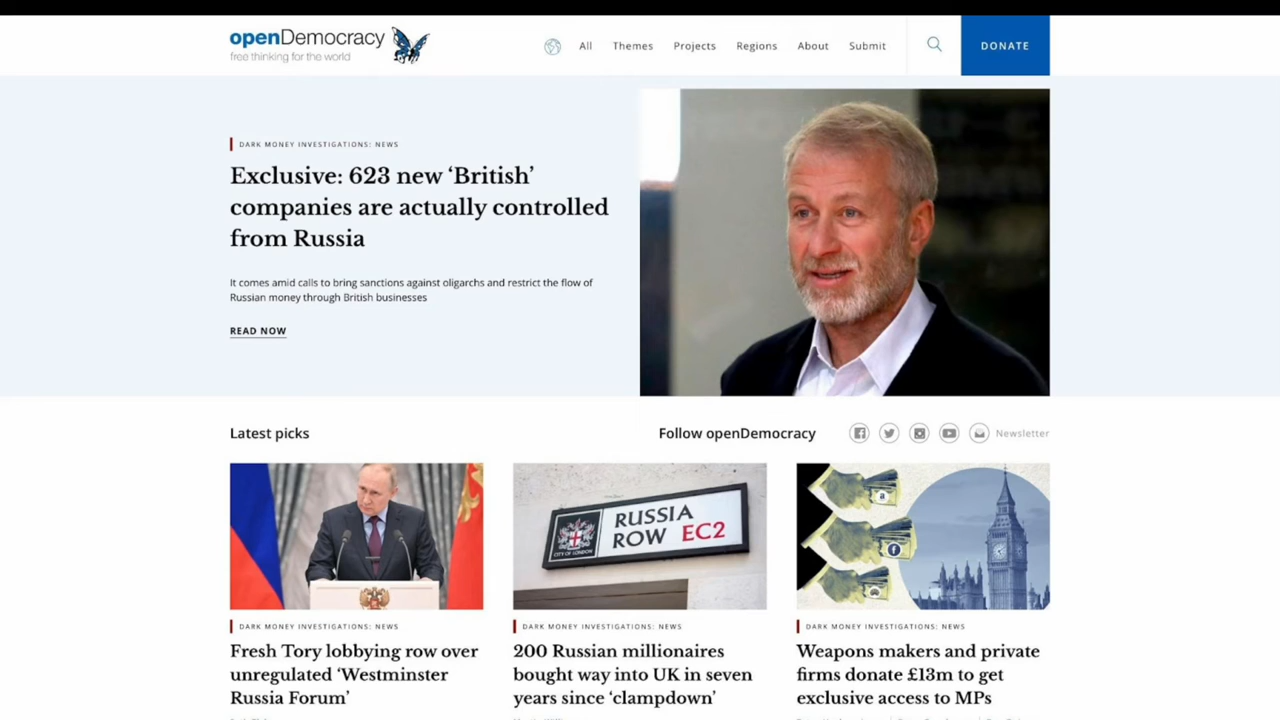 openDemocracy
free thinking for the world
All Themes Projects Regions About Submit
DONATE
DARK MONEY INVESTIGATIONS: NEWS
Exclusive: 623 new ‘British’
companies are actually controlled
from Russia
It comes amid calls to bring sanctions against oligarchs and restrict the flow of
Russian money through British businesses
READ NOW
Latest picks
Follow openDemocracy
Newsletter
RUSSIA
ROW EC2
CITY OF LONDON
DARK MONEY INVESTIGATIONS: NEWS
Fresh Tory lobbying row over
unregulated ‘Westminster
Russia Forum’
DARK MONEY INVESTIGATIONS: NEWS
200 Russian millionaires
bought way into UK in seven
years since ‘clampdown’
DARK MONEY INVESTIGATIONS: NEWS
Weapons makers and private
firms donate £13m to get
exclusive access to MPs